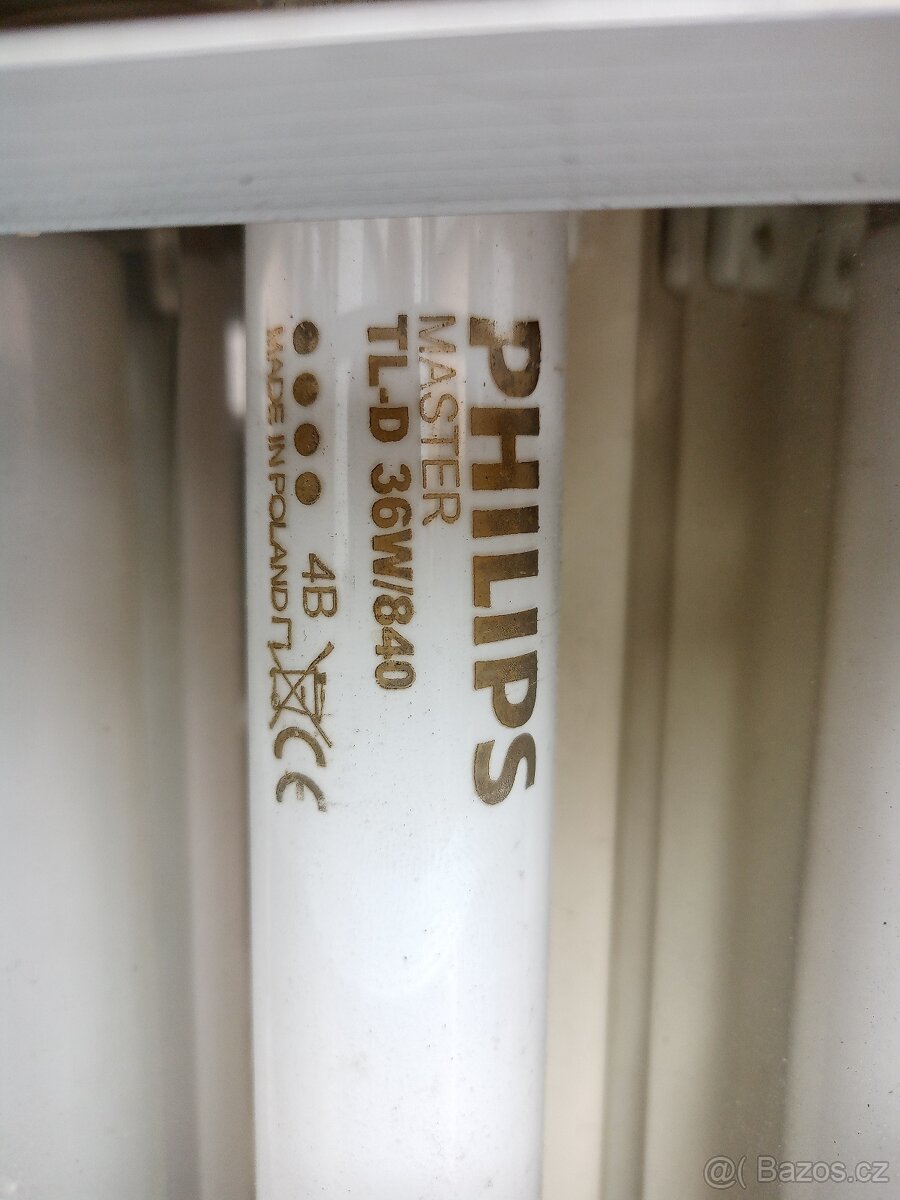 PHILIPS
MASTER
TL-D 36W/840
4B
MADE IN POLAND
CE
@( Bazos.cz